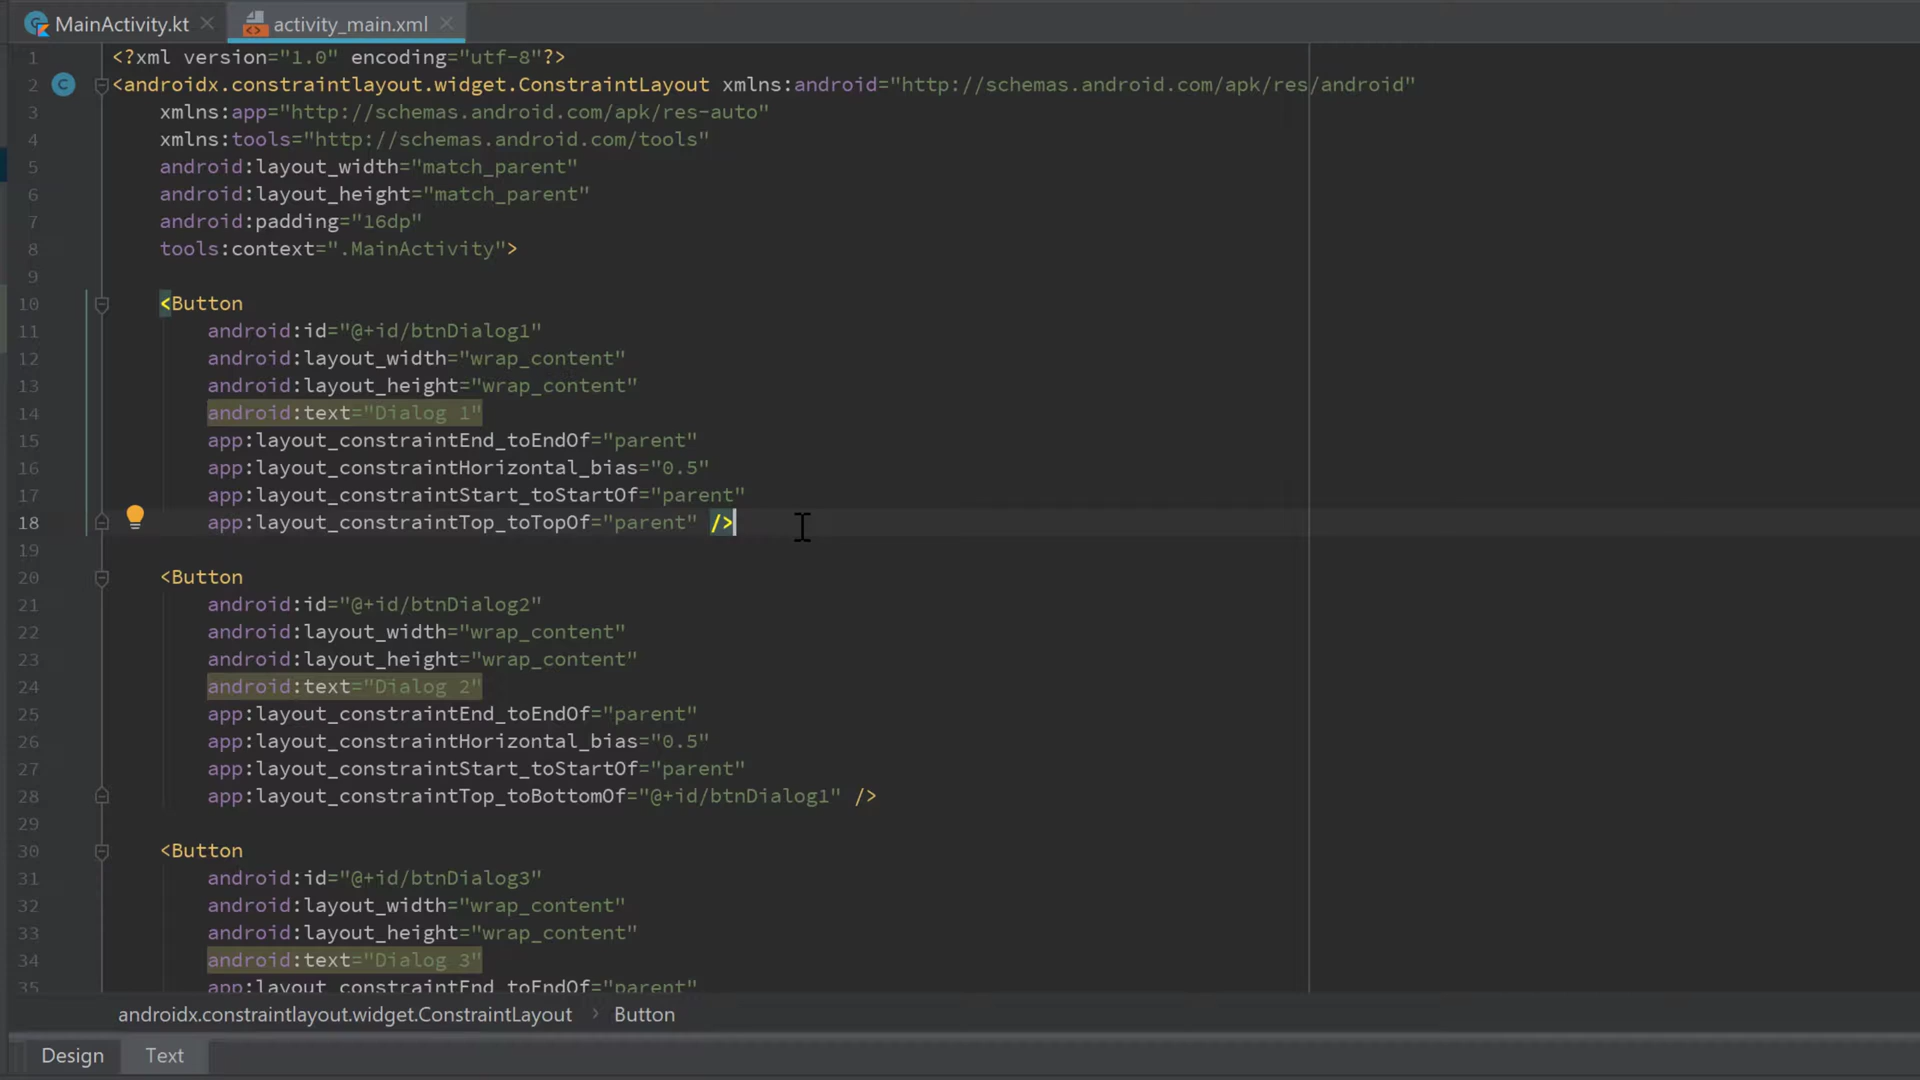 MainActivity.kt
activity_main.xml
1 <?xml version="1.0" encoding="utf-8"?>
2 <androidx.constraintlayout.widget.ConstraintLayout xmlns:android="http://schemas.android.com/apk/res/android"
3 xmlns:app="http://schemas.android.com/apk/res-auto"
4 xmlns:tools="http://schemas.android.com/tools"
5 android:layout_width="match_parent"
6 android:layout_height="match_parent"
7 android:padding="16dp"
8 tools:context=".MainActivity">
9
10 <Button
11 android:id="@+id/btnDialog1"
12 android:layout_width="wrap_content"
13 android:layout_height="wrap_content"
14 android:text="Dialog 1"
15 app:layout_constraintEnd_toEndOf="parent"
16 app:layout_constraintHorizontal_bias="0.5"
17 app:layout_constraintStart_toStartOf="parent"
18 app:layout_constraintTop_toTopOf="parent" />
19
20 <Button
21 android:id="@+id/btnDialog2"
22 android:layout_width="wrap_content"
23 android:layout_height="wrap_content"
24 android:text="Dialog 2"
25 app:layout_constraintEnd_toEndOf="parent"
26 app:layout_constraintHorizontal_bias="0.5"
27 app:layout_constraintStart_toStartOf="parent"
28 app:layout_constraintTop_toBottomOf="@+id/btnDialog1" />
29
30 <Button
31 android:id="@+id/btnDialog3"
32 android:layout_width="wrap_content"
33 android:layout_height="wrap_content"
34 android:text="Dialog 3"
35 app:layout_constraintEnd_toEndOf="parent"
androidx.constraintlayout.widget.ConstraintLayout > Button
Design Text